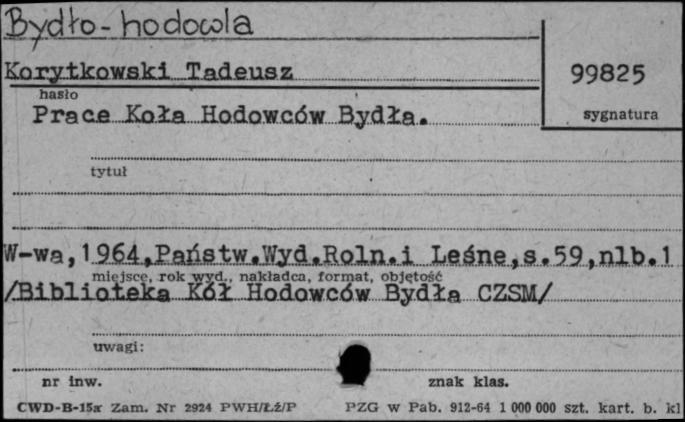 Bydło-hodowla
Korytkowski Tadeusz
99825
hasło
sygnatura
Prace Koła Hodowców Bydła.
tytuł
W-wa,1964,Państw.Wyd.Roln.i Leśne,s.59,nlb.1
miejsce, rok wyd., nakładca, format, objętość
/Biblioteka Kół Hodowców Bydła CZSM/
uwagi:
nr inw.
znak klas.
CWD-B-15a Zam. Nr 2924 PWH/Łź/P PZG w Pab. 912-64 1 000 000 szt. kart. b. kl